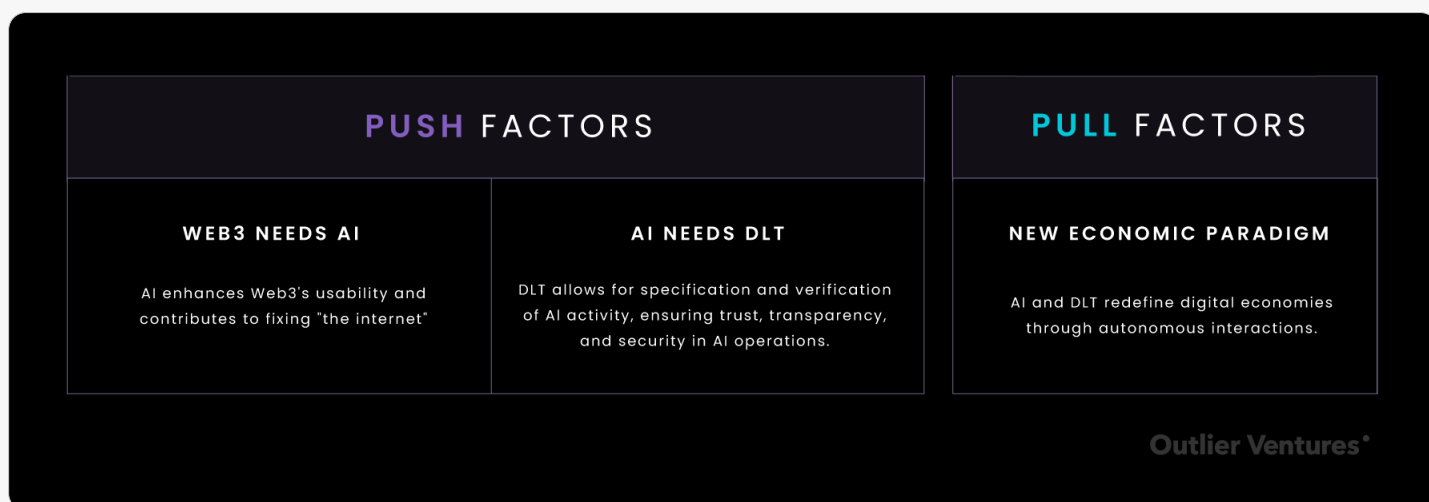 PUSH FACTORS
PULL FACTORS
WEB3 NEEDS AI
AI enhances Web3's usability and
contributes to fixing "the internet"
AI NEEDS DLT
DLT allows for specification and verification
of AI activity, ensuring trust, transparency,
and security in AI operations.
NEW ECONOMIC PARADIGM
AI and DLT redefine digital economies
through autonomous interactions.
Outlier Ventures